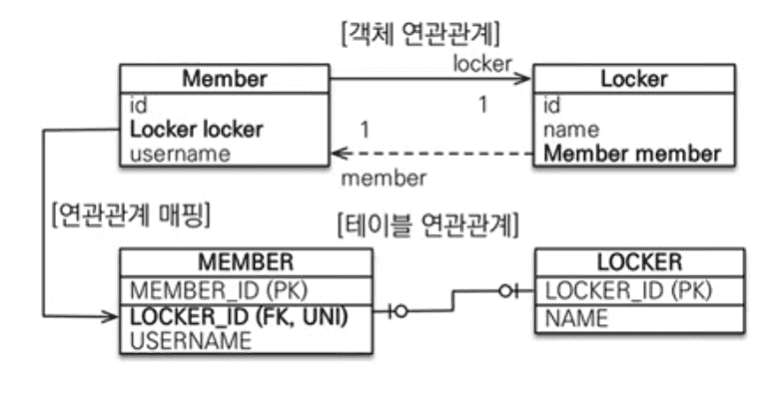 [객체 연관관계]
Member
locker
Locker
id
Locker locker
username
1
1
id
name
Member member
member
[연관관계 매핑]
[테이블 연관관계]
MEMBER
MEMBER_ID (PK)
LOCKER_ID (FK, UNI)
USERNAME
LOCKER
LOCKER_ID (PK)
NAME